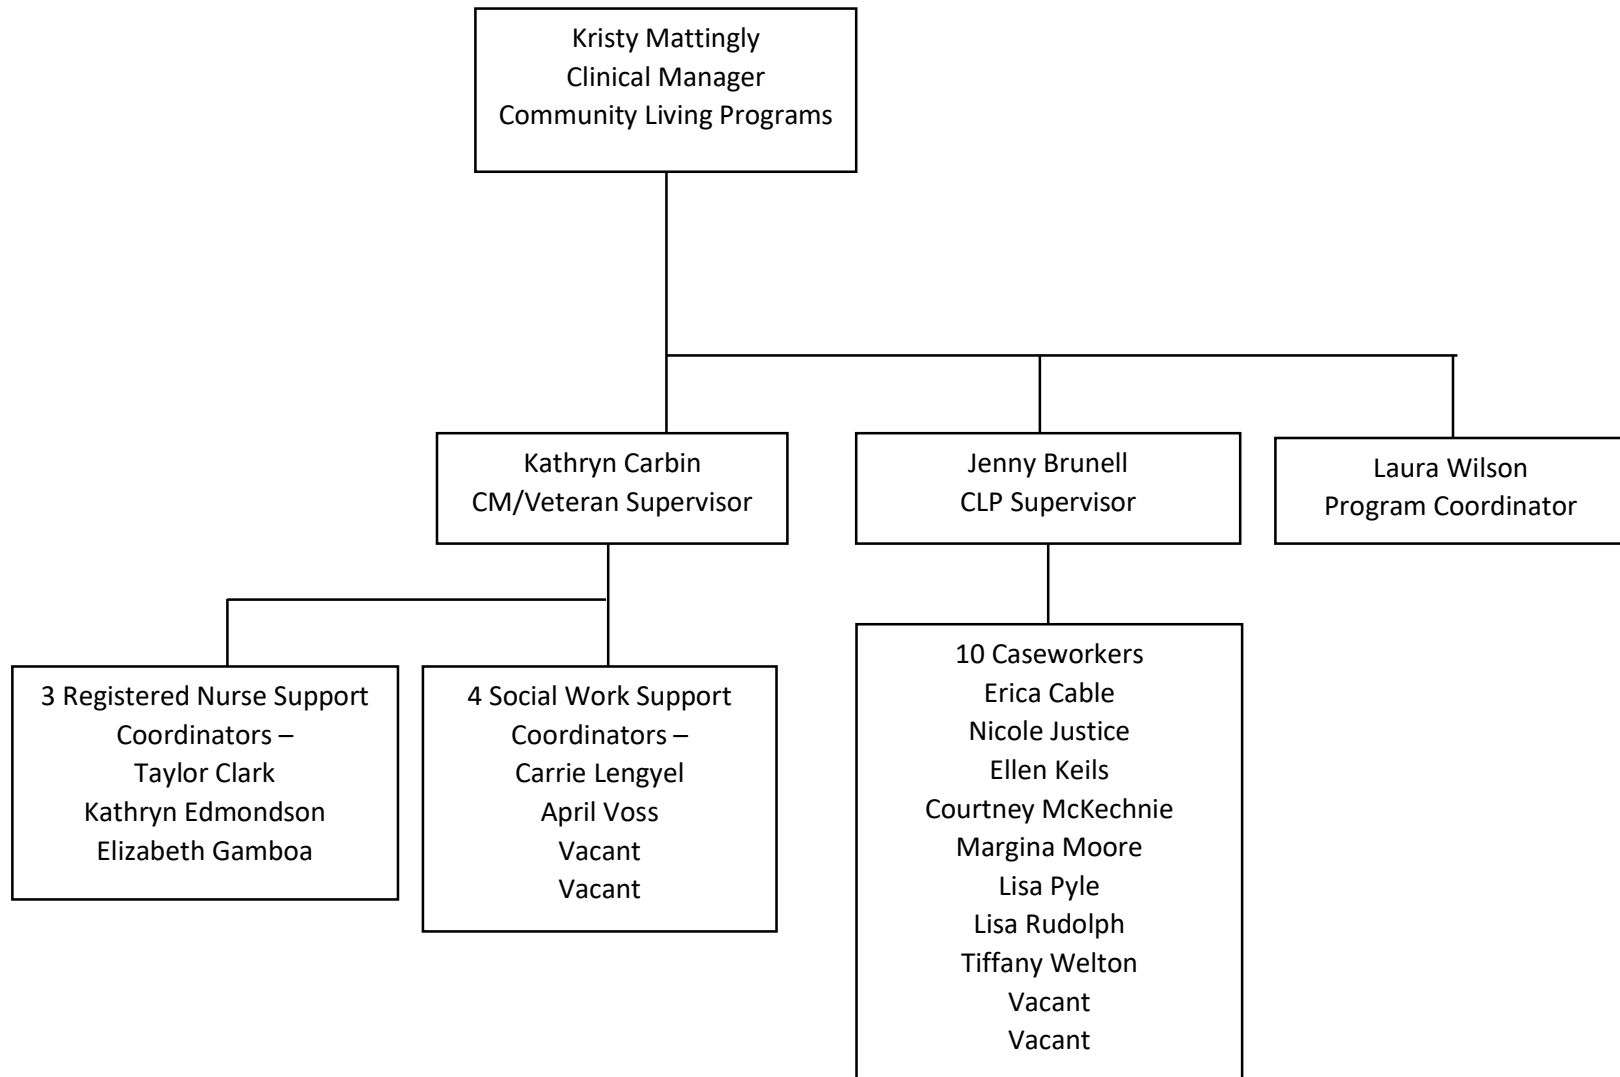 Kristy Mattingly
Clinical Manager
Community Living Programs
Kathryn Carbin
CM/Veteran Supervisor
Jenny Brunell
CLP Supervisor
Laura Wilson
Program Coordinator
3 Registered Nurse Support
Coordinators –
Taylor Clark
Kathryn Edmondson
Elizabeth Gamboa
4 Social Work Support
Coordinators –
Carrie Lengyel
April Voss
Vacant
Vacant
10 Caseworkers
Erica Cable
Nicole Justice
Ellen Keils
Courtney McKechnie
Margina Moore
Lisa Pyle
Lisa Rudolph
Tiffany Welton
Vacant
Vacant